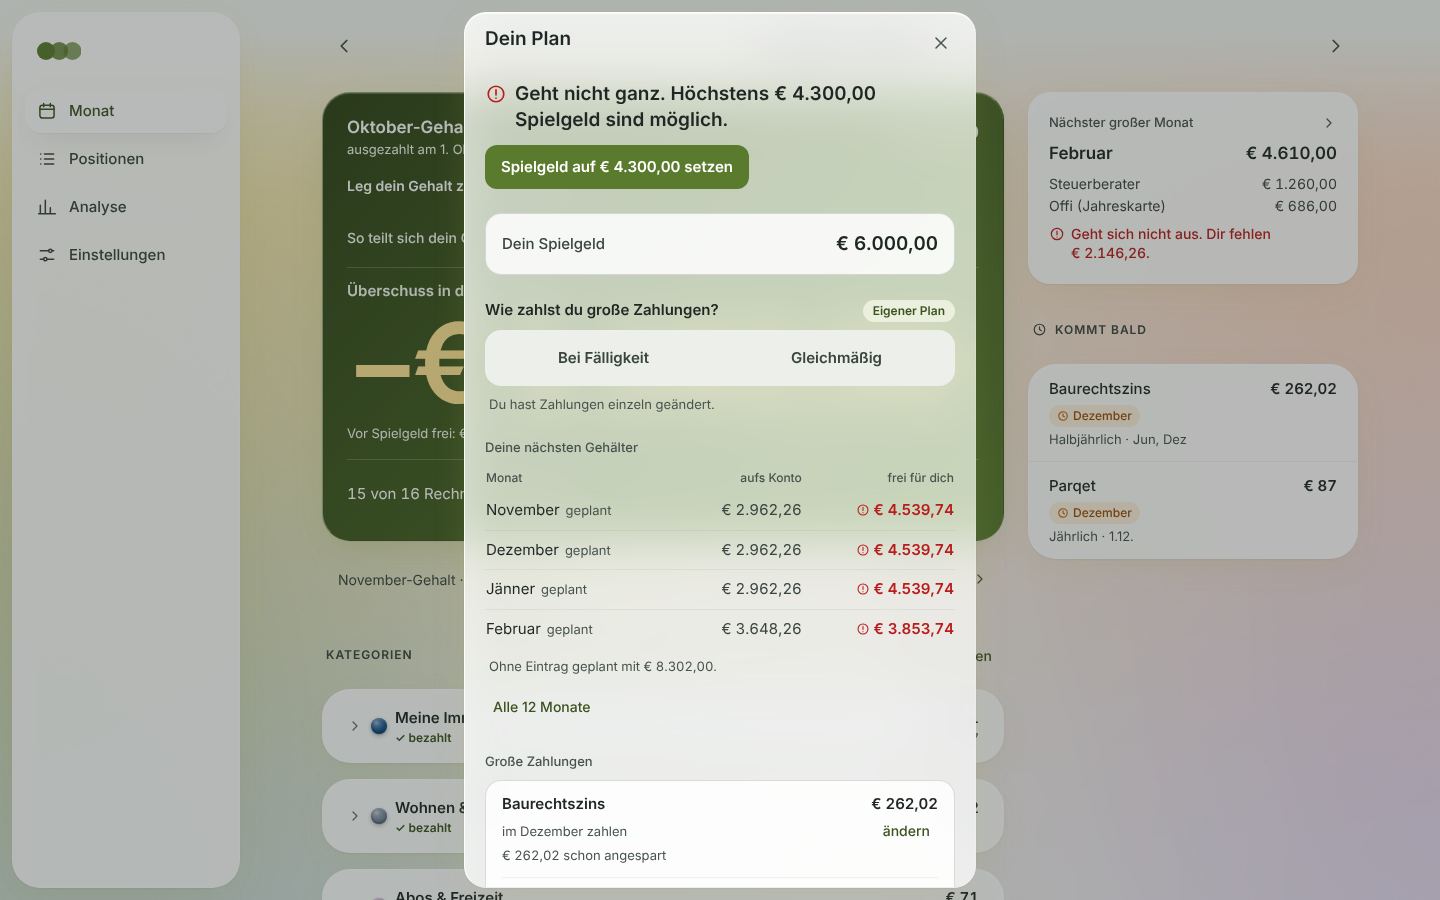 Monat
Positionen
Analyse
Einstellungen
Oktober-Geha
ausgezahlt am 1. O
Leg dein Gehalt z
So teilt sich dein
Überschuss in d
–€
Vor Spielgeld frei: €
15 von 16 Rechr
November-Gehalt ·
KATEGORIEN
en
Meine Im
✓ bezahlt
Wohnen &
✓ bezahlt
Abos & Freizeit
€ 71
Dein Plan
Geht nicht ganz. Höchstens € 4.300,00
Spielgeld sind möglich.
Spielgeld auf € 4.300,00 setzen
Dein Spielgeld € 6.000,00
Wie zahlst du große Zahlungen? Eigener Plan
Bei Fälligkeit Gleichmäßig
Du hast Zahlungen einzeln geändert.
Deine nächsten Gehälter
Monat aufs Konto frei für dich
November geplant € 2.962,26 € 4.539,74
Dezember geplant € 2.962,26 € 4.539,74
Jänner geplant € 2.962,26 € 4.539,74
Februar geplant € 3.648,26 € 3.853,74
Ohne Eintrag geplant mit € 8.302,00.
Alle 12 Monate
Große Zahlungen
Baurechtszins € 262,02
im Dezember zahlen ändern
€ 262,02 schon angespart
Nächster großer Monat
Februar € 4.610,00
Steuerberater € 1.260,00
Offi (Jahreskarte) € 686,00
Geht sich nicht aus. Dir fehlen
€ 2.146,26.
KOMMT BALD
Baurechtszins € 262,02
Dezember
Halbjährlich · Jun, Dez
Parqet € 87
Dezember
Jährlich · 1.12.